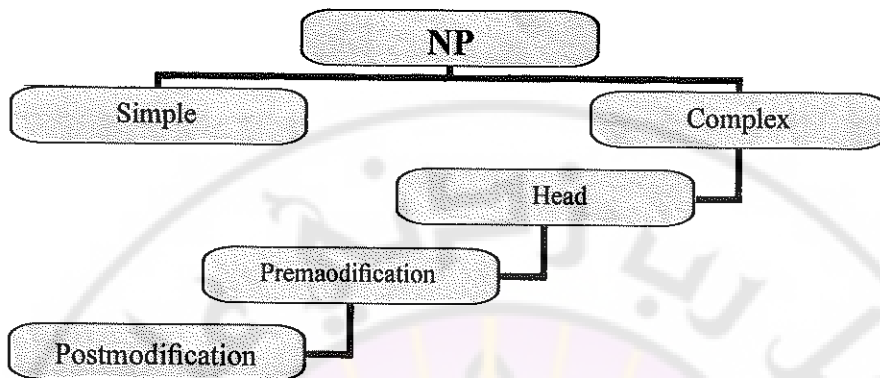 NP
Simple
Complex
Head
Premaodification
Postmodification